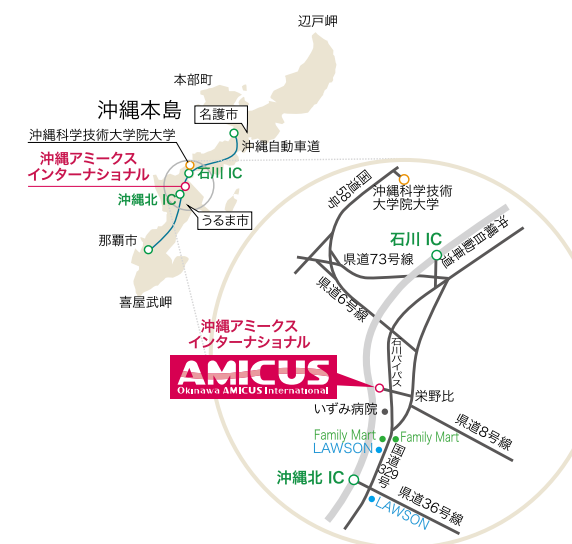 辺戸岬
本部町
沖縄本島
名護市
沖縄科学技術大学院大学
沖縄自動車道
沖縄アミークス
インターナショナル
石川 IC
沖縄北 IC
うるま市
那覇市
喜屋武岬
国道58号
沖縄科学技術
大学院大学
石川 IC
沖縄自動車道
県道73号線
県道6号線
沖縄アミークス
インターナショナル
AMICUS
Okinawa AMICUS International
石川バイパス
栄野比
いずみ病院
県道8号線
Family Mart
Family Mart
LAWSON
国道329号
沖縄北 IC
県道36号線
LAWSON